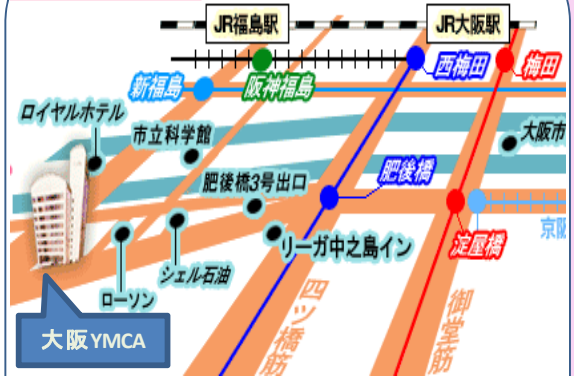 JR福島駅
JR大阪駅
西梅田
梅田
新福島
阪神福島
ロイヤルホテル
市立科学館
大阪市
肥後橋3号出口
肥後橋
リーガ中之島イン
淀屋橋
京阪
シェル石油
ローソン
四ツ橋筋
御堂筋
大阪YMCA